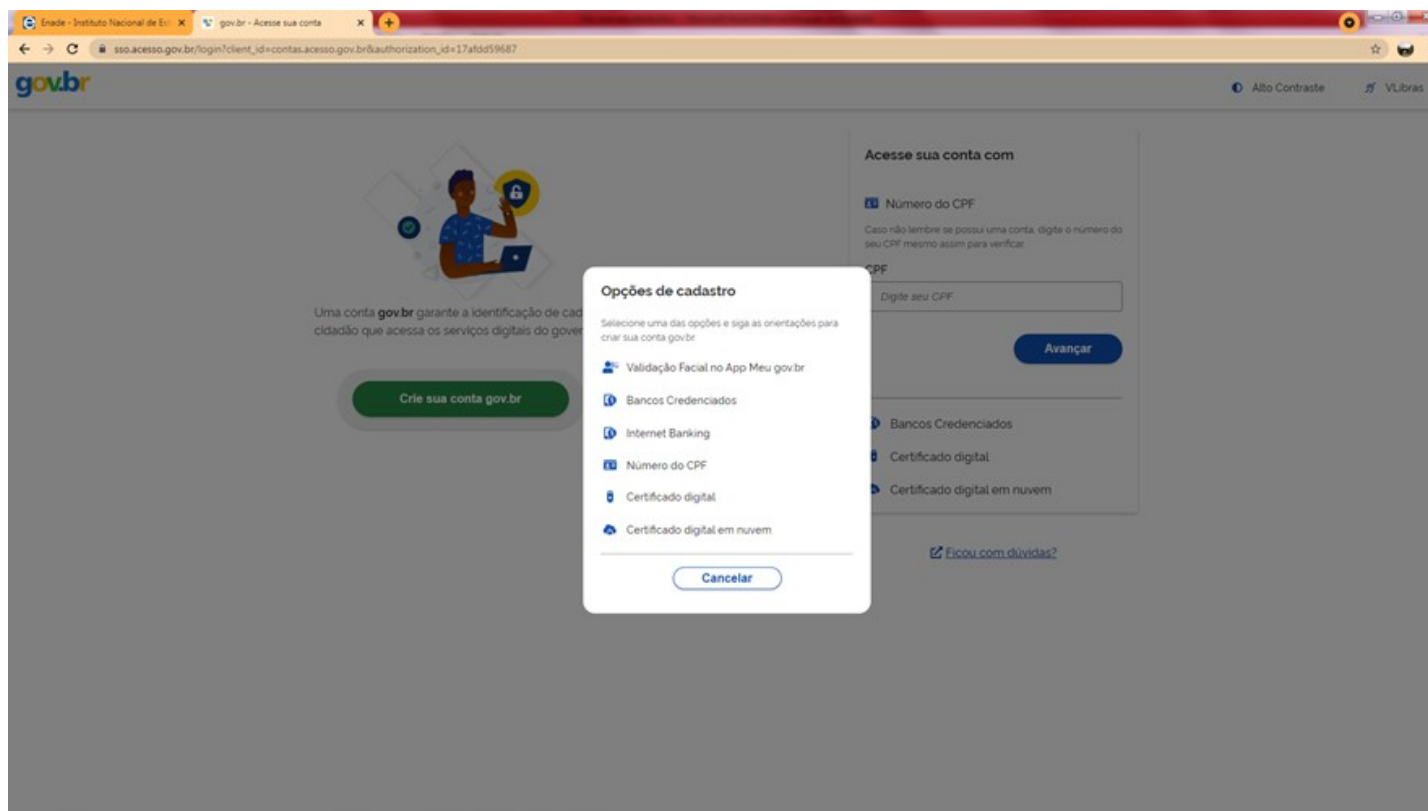 Enade - Instituto Nacional de Es
gov.br - Acesse sua conta
sso.acesso.gov.br/login?client_id=contas.acesso.gov.br&authorization_id=17afdd59687
gov.br
Alto Contraste
VLibras
Uma conta gov.br garante a identificação de cad
cidadão que acessa os serviços digitais do gover
Crie sua conta gov.br
Opções de cadastro
Selecione uma das opções e siga as orientações para
criar sua conta gov.br
Validação Facial no App Meu gov.br
Bancos Credenciados
Internet Banking
Número do CPF
Certificado digital
Certificado digital em nuvem
Cancelar
Acesse sua conta com
Número do CPF
Caso não lembre se possui uma conta, digite o número do
seu CPF mesmo assim para verificar
CPF
Digite seu CPF
Avançar
Bancos Credenciados
Certificado digital
Certificado digital em nuvem
Ficou com dúvidas?